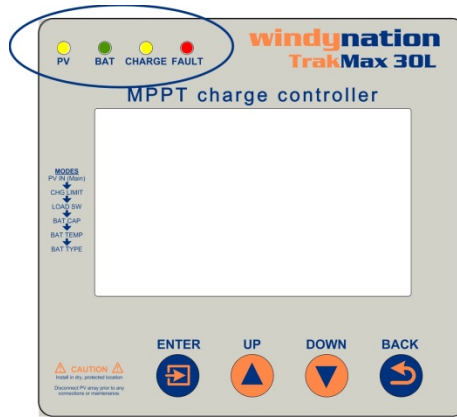 windynation
TrakMax 30L
PV BAT CHARGE FAULT
MPPT charge controller
MODES
PV IN (Main)
CHG LIMIT
LOAD SW
BAT CAP
BAT TEMP
BAT TYPE
ENTER UP DOWN BACK
CAUTION
Install in dry, protected location
Disconnect PV array prior to any
connections or maintenance.